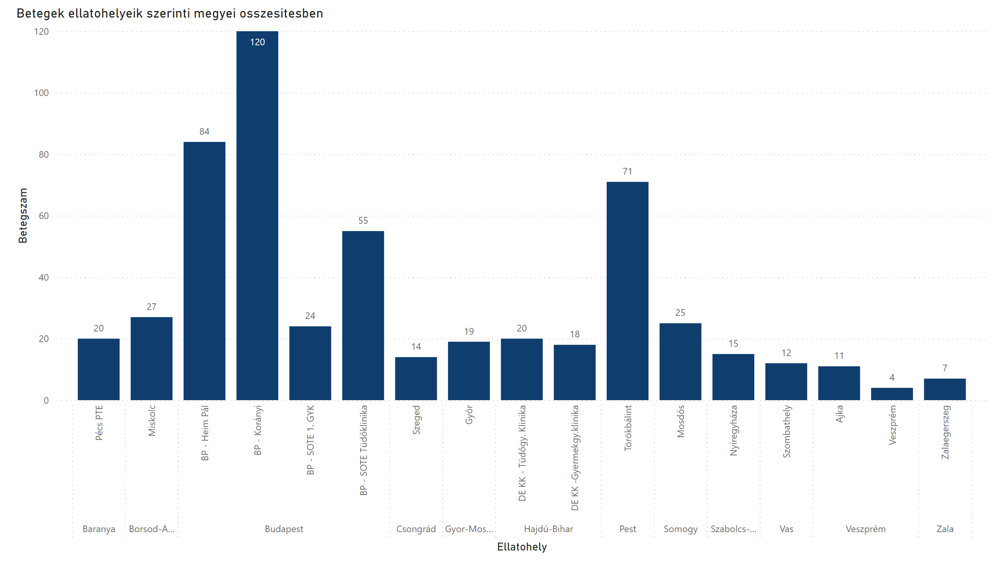 Betegek ellatohelyeik szerinti megyei osszesitesben
120
100
80
60
40
20
0
Betegszam
20
27
84
120
24
55
14
19
20
18
71
25
15
12
11
4
7
Pécs PTE
Miskolc
BP - Heim Pál
BP - Korányi
BP - SOTE 1. GYK
BP - SOTE Tüdőklinika
Szeged
Győr
DE KK - Tüdőgy. Klinika
DE KK -Gyermekgy.klinika
Törökbálint
Mosdós
Nyíregyháza
Szombathely
Ajka
Veszprém
Zalaegerszeg
Baranya
Borsod-A...
Budapest
Csongrád
Gyor-Mos...
Hajdú-Bihar
Pest
Somogy
Szabolcs-...
Vas
Veszprém
Zala
Ellatohely